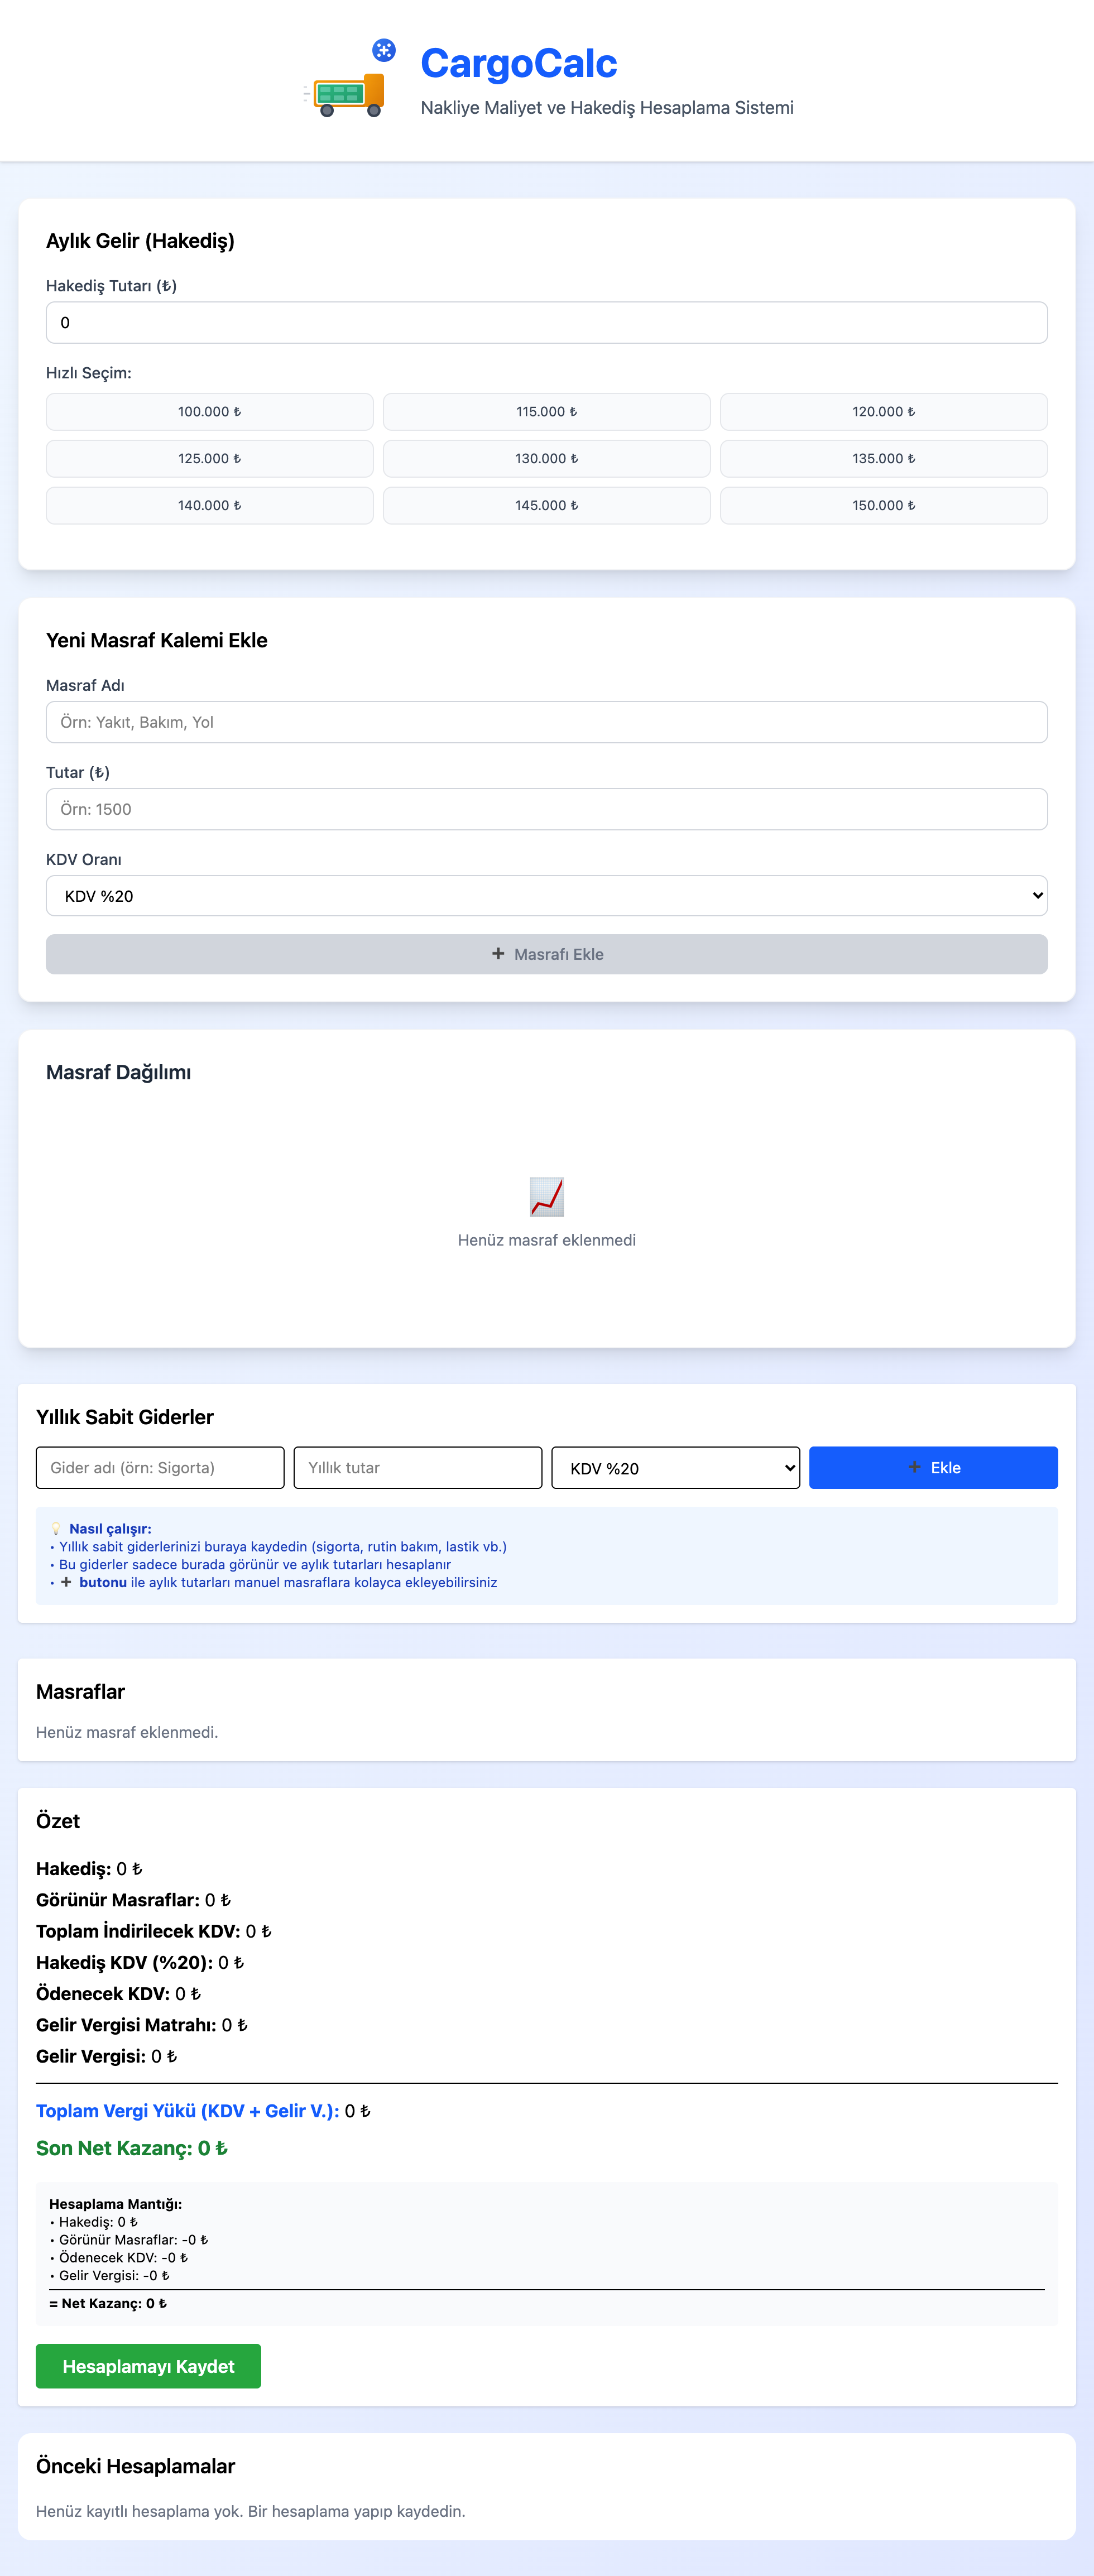 CargoCalc
Nakliye Maliyet ve Hakediş Hesaplama Sistemi
Aylık Gelir (Hakediş)
Hakediş Tutarı (₺)
0
Hızlı Seçim:
100.000 ₺
115.000 ₺
120.000 ₺
125.000 ₺
130.000 ₺
135.000 ₺
140.000 ₺
145.000 ₺
150.000 ₺
Yeni Masraf Kalemi Ekle
Masraf Adı
Örn: Yakıt, Bakım, Yol
Tutar (₺)
Örn: 1500
KDV Oranı
KDV %20
➕ Masrafı Ekle
Masraf Dağılımı
Henüz masraf eklenmedi
Yıllık Sabit Giderler
Gider adı (örn: Sigorta)
Yıllık tutar
KDV %20
➕ Ekle
💡 Nasıl çalışır:
• Yıllık sabit giderlerinizi buraya kaydedin (sigorta, rutin bakım, lastik vb.)
• Bu giderler sadece burada görünür ve aylık tutarları hesaplanır
• ➕ butonu ile aylık tutarları manuel masraflara kolayca ekleyebilirsiniz
Masraflar
Henüz masraf eklenmedi.
Özet
Hakediş: 0 ₺
Görünür Masraflar: 0 ₺
Toplam İndirilecek KDV: 0 ₺
Hakediş KDV (%20): 0 ₺
Ödenecek KDV: 0 ₺
Gelir Vergisi Matrahı: 0 ₺
Gelir Vergisi: 0 ₺
Toplam Vergi Yükü (KDV + Gelir V.): 0 ₺
Son Net Kazanç: 0 ₺
Hesaplama Mantığı:
• Hakediş: 0 ₺
• Görünür Masraflar: -0 ₺
• Ödenecek KDV: -0 ₺
• Gelir Vergisi: -0 ₺
= Net Kazanç: 0 ₺
Hesaplamayı Kaydet
Önceki Hesaplamalar
Henüz kayıtlı hesaplama yok. Bir hesaplama yapıp kaydedin.